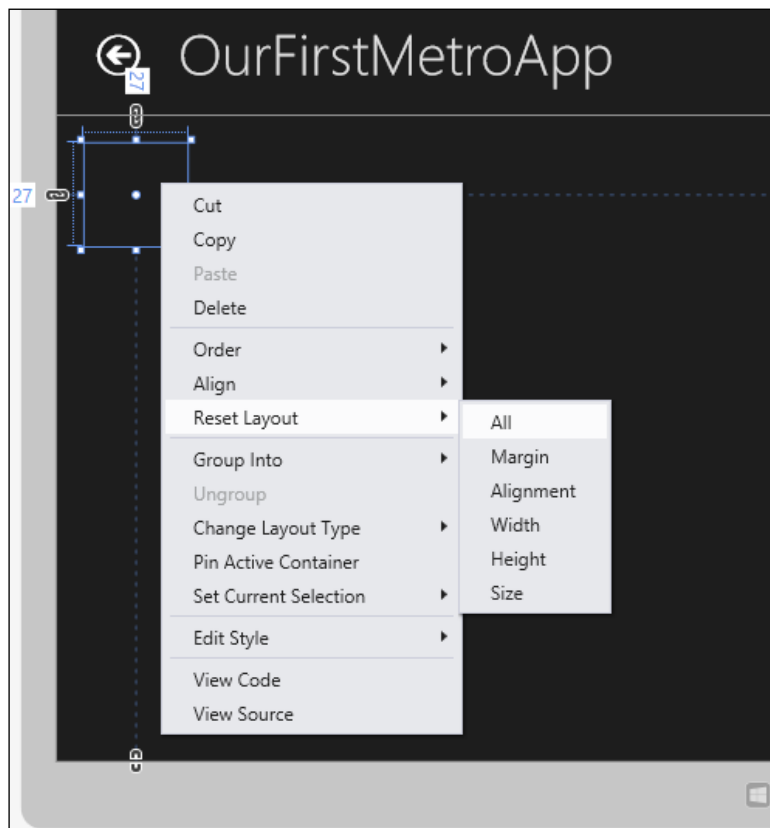 OurFirstMetroApp
27
27
Cut
Copy
Paste
Delete
Order
Align
Reset Layout
Group Into
Ungroup
Change Layout Type
Pin Active Container
Set Current Selection
Edit Style
View Code
View Source
All
Margin
Alignment
Width
Height
Size